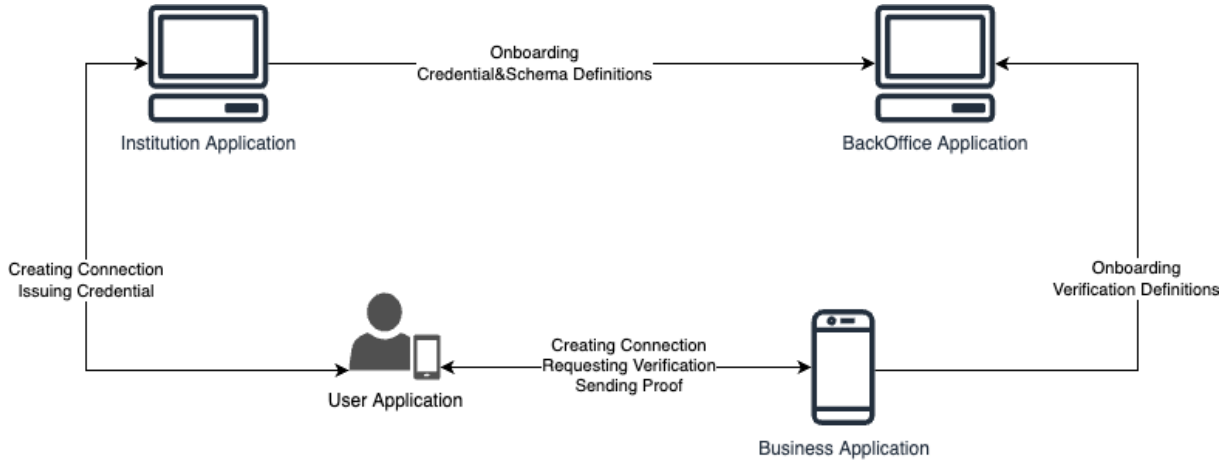 Onboarding
Credential&Schema Definitions
Institution Application
BackOffice Application
Creating Connection
Issuing Credential
Onboarding
Verification Definitions
Creating Connection
Requesting Verification
Sending Proof
User Application
Business Application